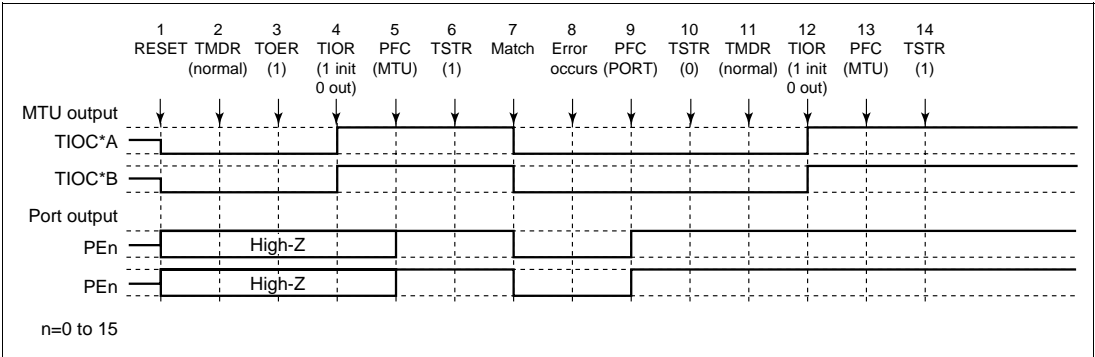 1 2 3 4 5 6 7 8 9 10 11 12 13 14
RESET TMDR TOER TIOR PFC TSTR Match Error PFC TSTR TMDR TIOR PFC TSTR
(normal) (1) (1 init (MTU) (1) occurs (PORT) (0) (normal) (1 init (MTU) (1)
0 out) 0 out)
MTU output
TIOC*A
TIOC*B
Port output
PEn High-Z
PEn High-Z
n=0 to 15